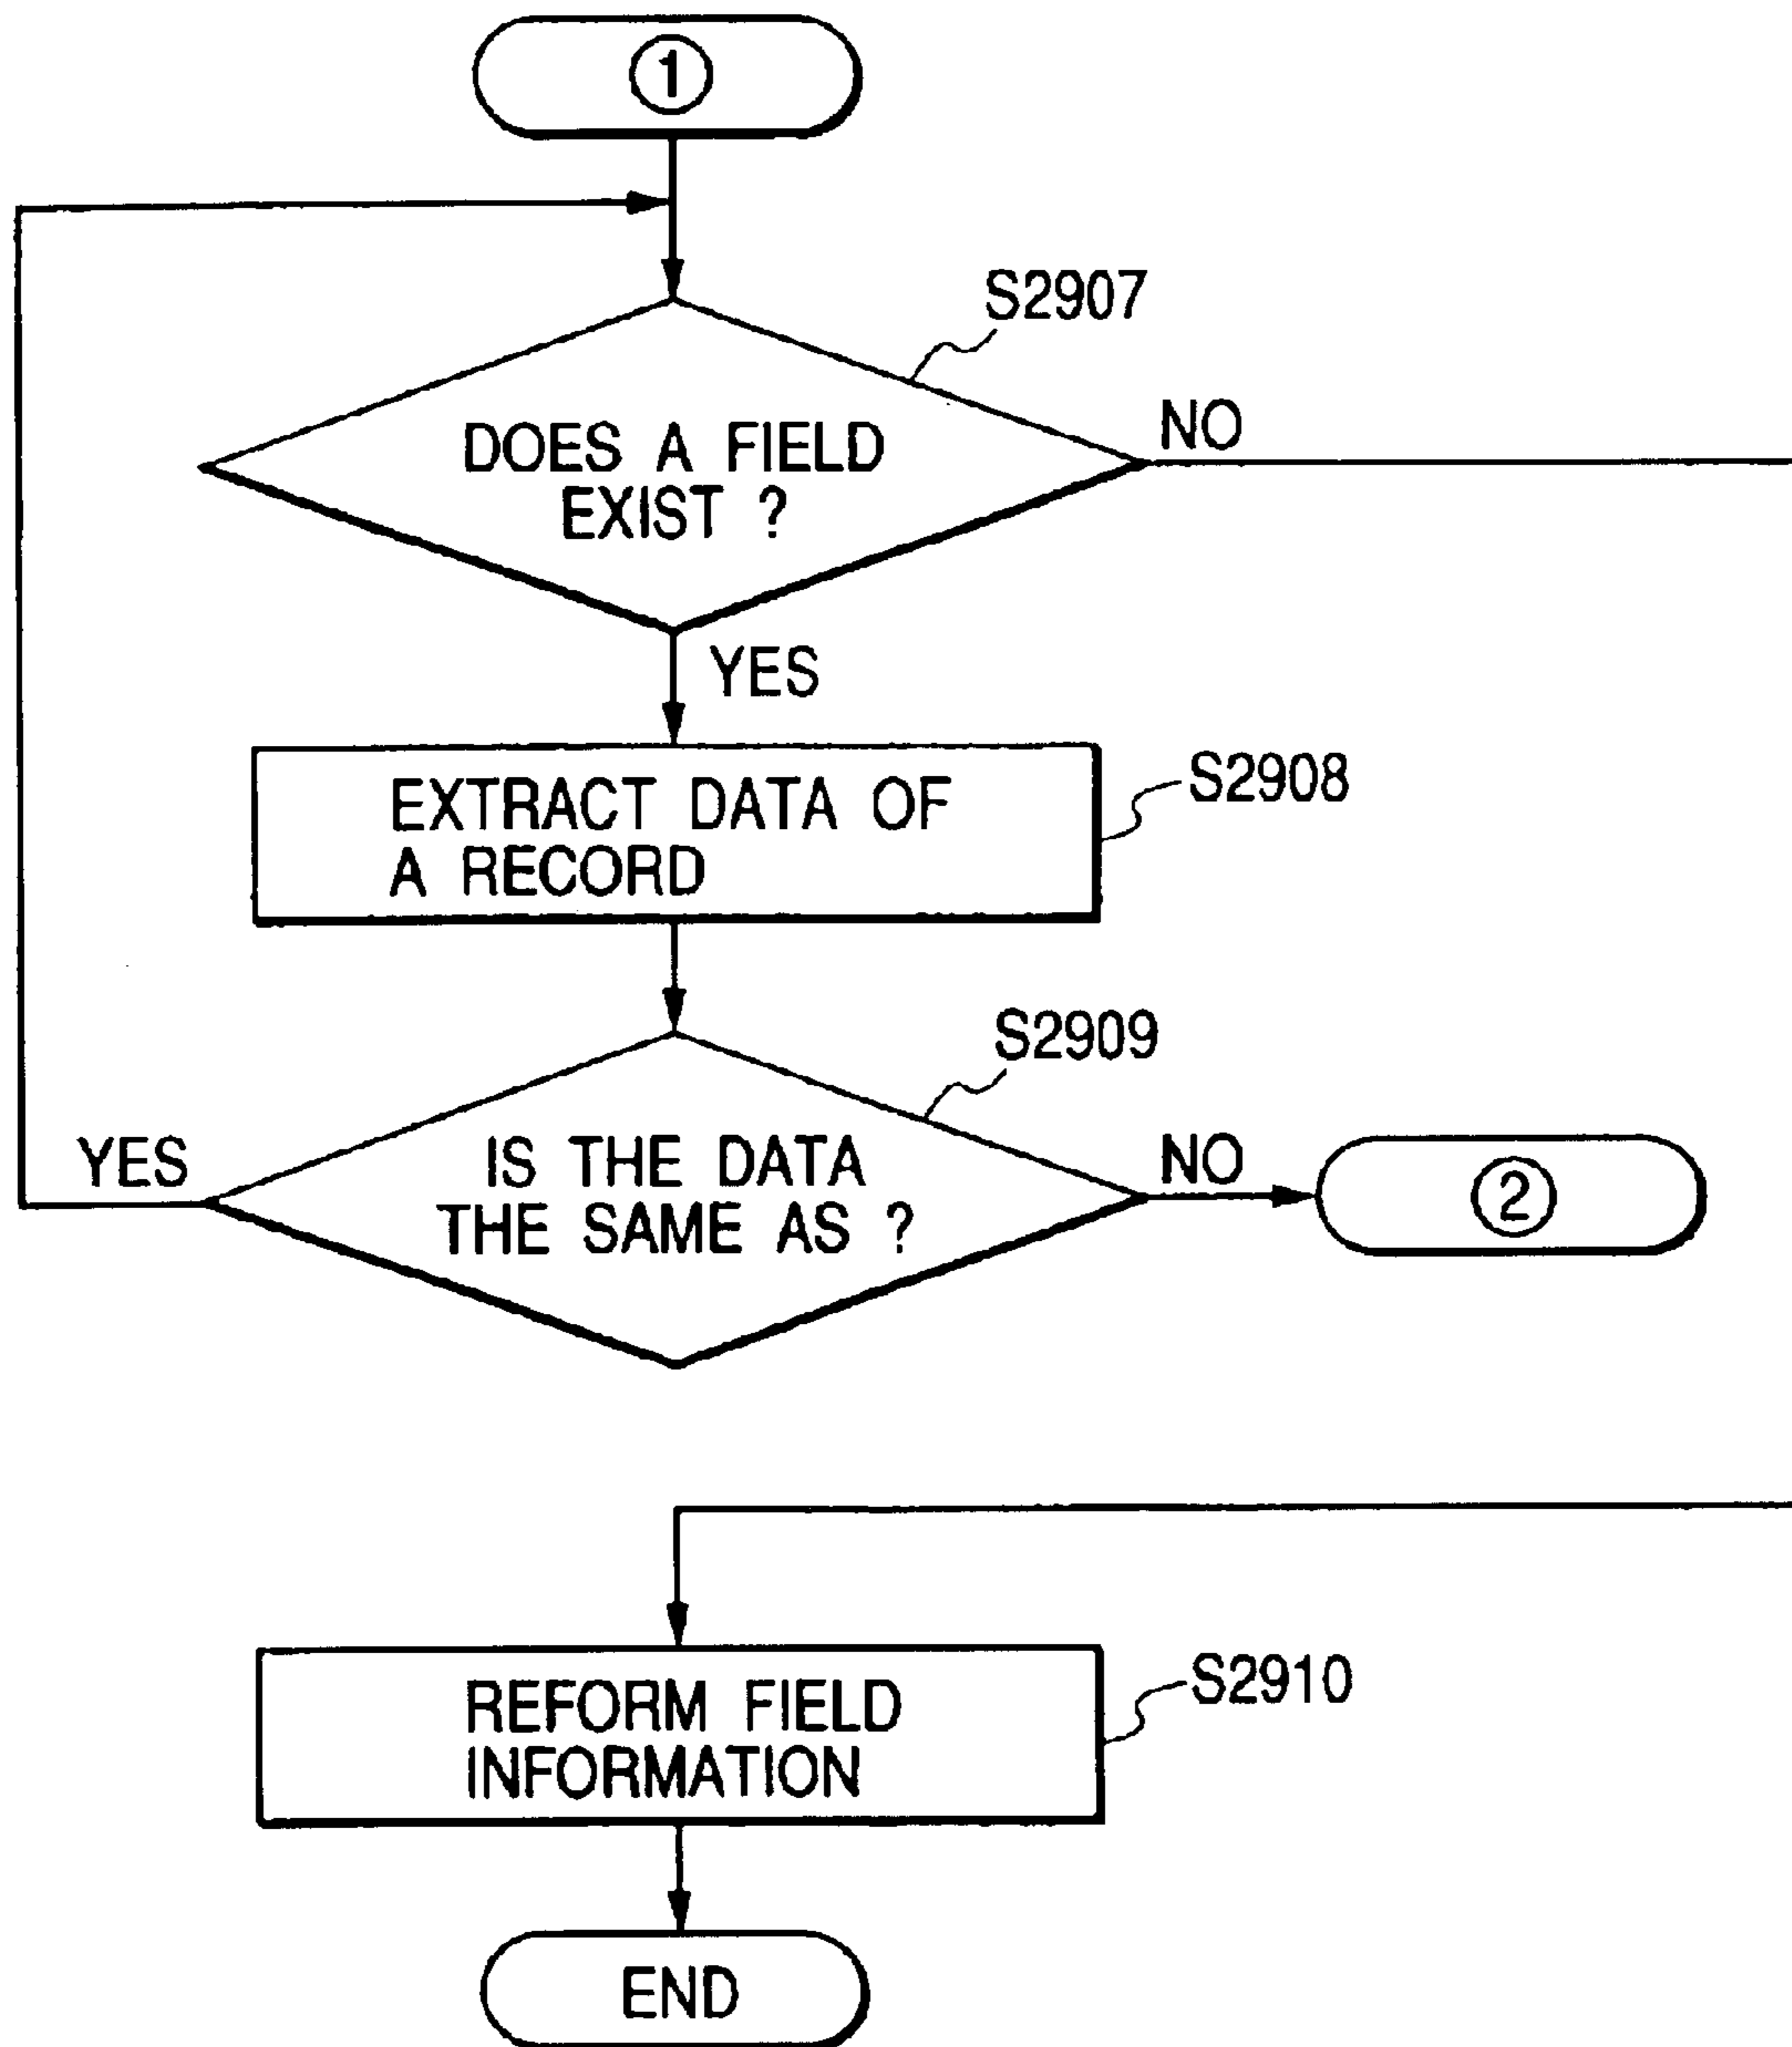 1
S2907
DOES A FIELD
EXIST ?
NO
YES
EXTRACT DATA OF
A RECORD
S2908
S2909
YES
IS THE DATA
THE SAME AS ?
NO
2
REFORM FIELD
INFORMATION
S2910
END